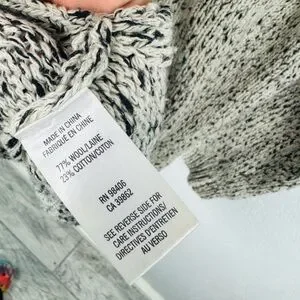 MADE IN CHINA
FABRIQUÉ EN CHINE
77% WOOL/LAINE
23% COTTON/COTON
RN 98406
CA 39862
SEE REVERSE SIDE FOR
CARE INSTRUCTIONS/
DIRECTIVES D'ENTRETIEN
AU VERSO